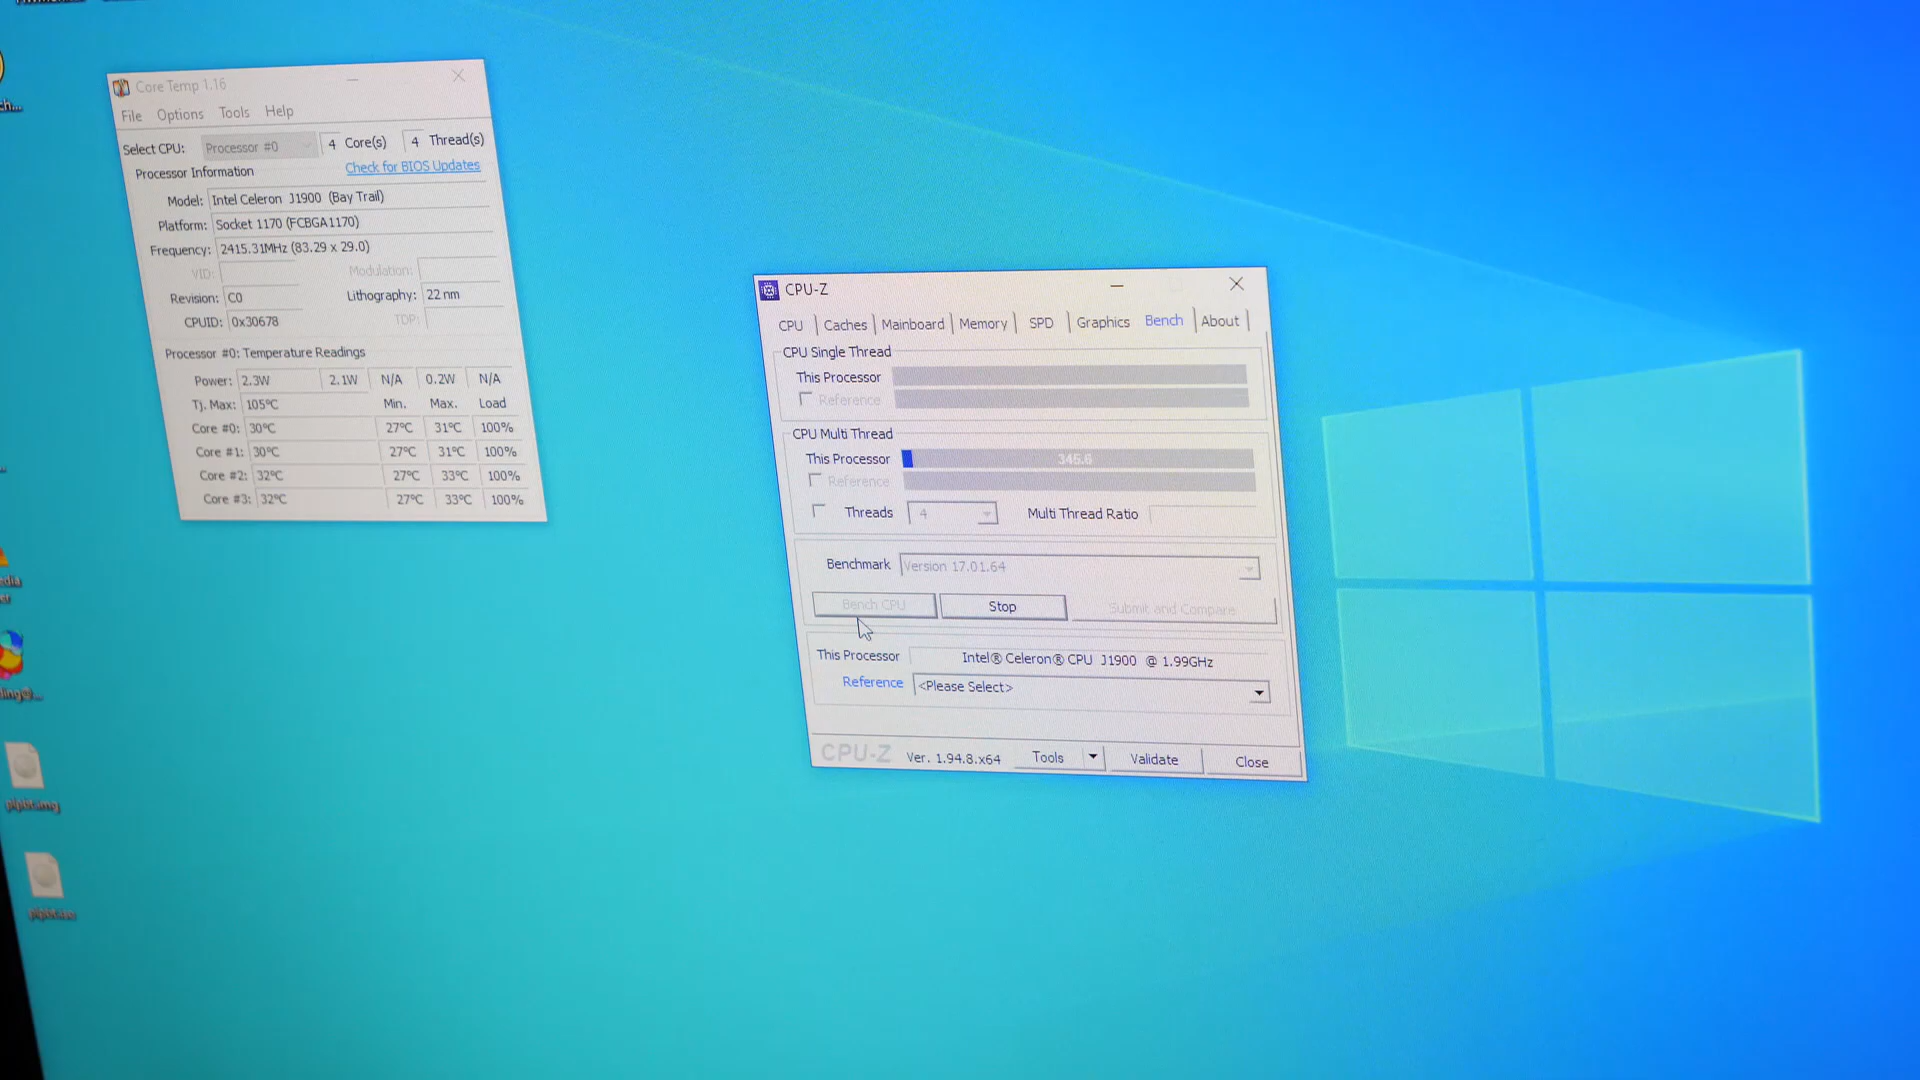 Core Temp 1.16
File Options Tools Help
Select CPU: Processor #0 4 Core(s) 4 Thread(s)
Processor Information Check for BIOS Updates
Model: Intel Celeron J1900 (Bay Trail)
Platform: Socket 1170 (FCBGA1170)
Frequency: 2415.31MHz (83.29 x 29.0)
VID: Modulation:
Revision: C0 Lithography: 22 nm
CPUID: 0x30678 TDP:
Processor #0: Temperature Readings
Power: 2.3W 2.1W N/A 0.2W N/A
Tj. Max: 105°C Min. Max. Load
Core #0: 30°C 27°C 31°C 100%
Core #1: 30°C 27°C 31°C 100%
Core #2: 32°C 27°C 33°C 100%
Core #3: 32°C 27°C 33°C 100%
CPU-Z
CPU Caches Mainboard Memory SPD Graphics Bench About
CPU Single Thread
This Processor
Reference
CPU Multi Thread
This Processor 345.6
Reference
Threads 4 Multi Thread Ratio
Benchmark Version 17.01.64
Bench CPU Stop Submit and Compare
This Processor Intel® Celeron® CPU J1900 @ 1.99GHz
Reference <Please Select>
CPU-Z Ver. 1.94.8.x64 Tools Validate Close